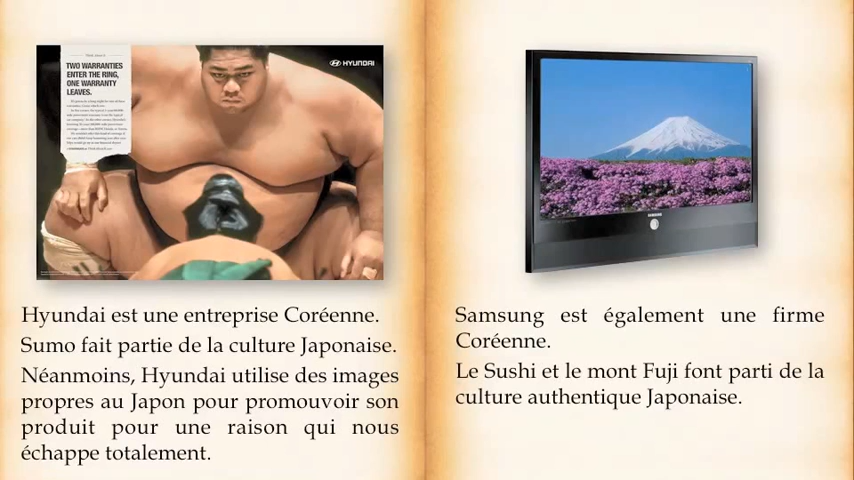 TWO WARRANTIES
ENTER THE RING,
ONE WARRANTY
LEAVES.
HYUNDAI
SAMSUNG
Hyundai est une entreprise Coréenne.
Sumo fait partie de la culture Japonaise.
Néanmoins, Hyundai utilise des images
propres au Japon pour promouvoir son
produit pour une raison qui nous
échappe totalement.
Samsung est également une firme
Coréenne.
Le Sushi et le mont Fuji font parti de la
culture authentique Japonaise.